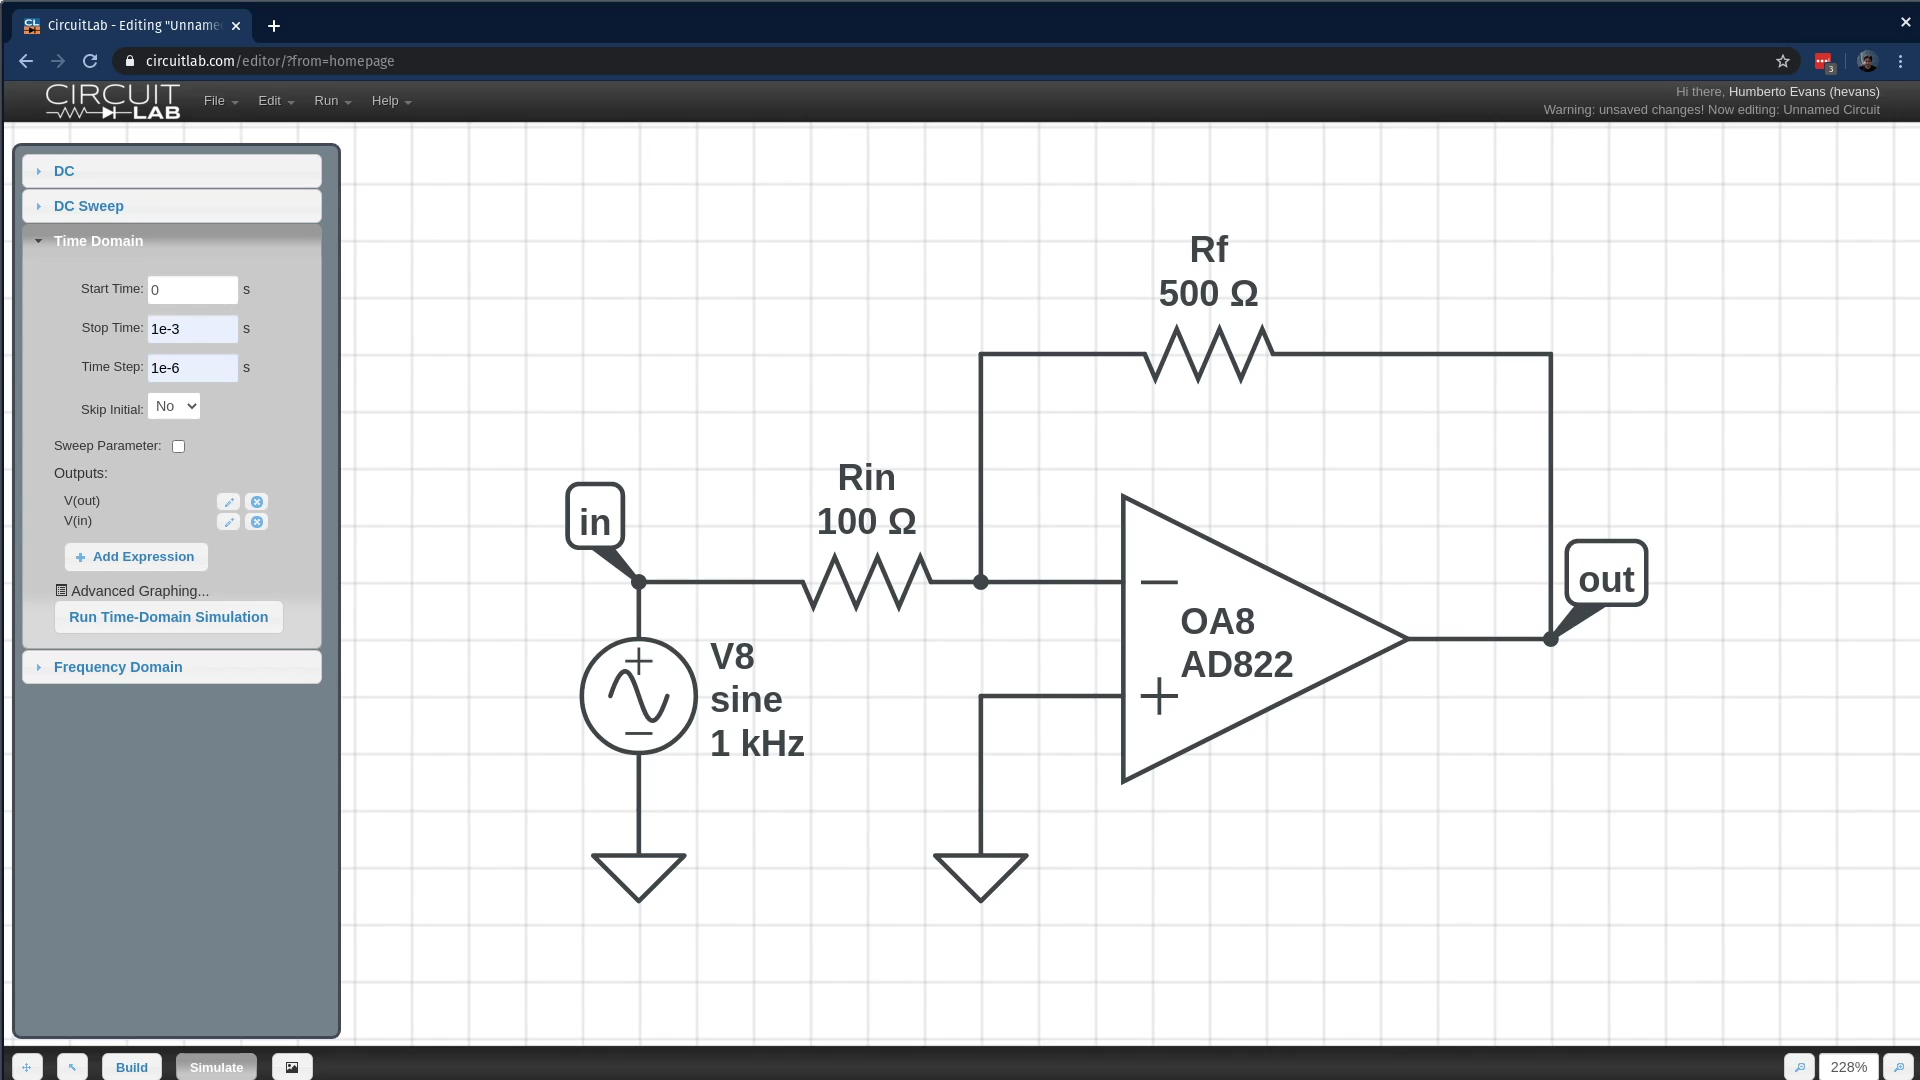 CircuitLab - Editing "Unname
circuitlab.com/editor/?from=homepage
3
CIRCUIT
LAB
File
Edit
Run
Help
Hi there, Humberto Evans (hevans)
Warning: unsaved changes! Now editing: Unnamed Circuit
DC
DC Sweep
Time Domain
Start Time: 0 s
Stop Time: 1e-3 s
Time Step: 1e-6 s
Skip Initial: No
Sweep Parameter:
Outputs:
V(out)
V(in)
Add Expression
Advanced Graphing...
Run Time-Domain Simulation
Frequency Domain
Rf
500 Ω
Rin
100 Ω
in
out
OA8
AD822
V8
sine
1 kHz
Build
Simulate
228%